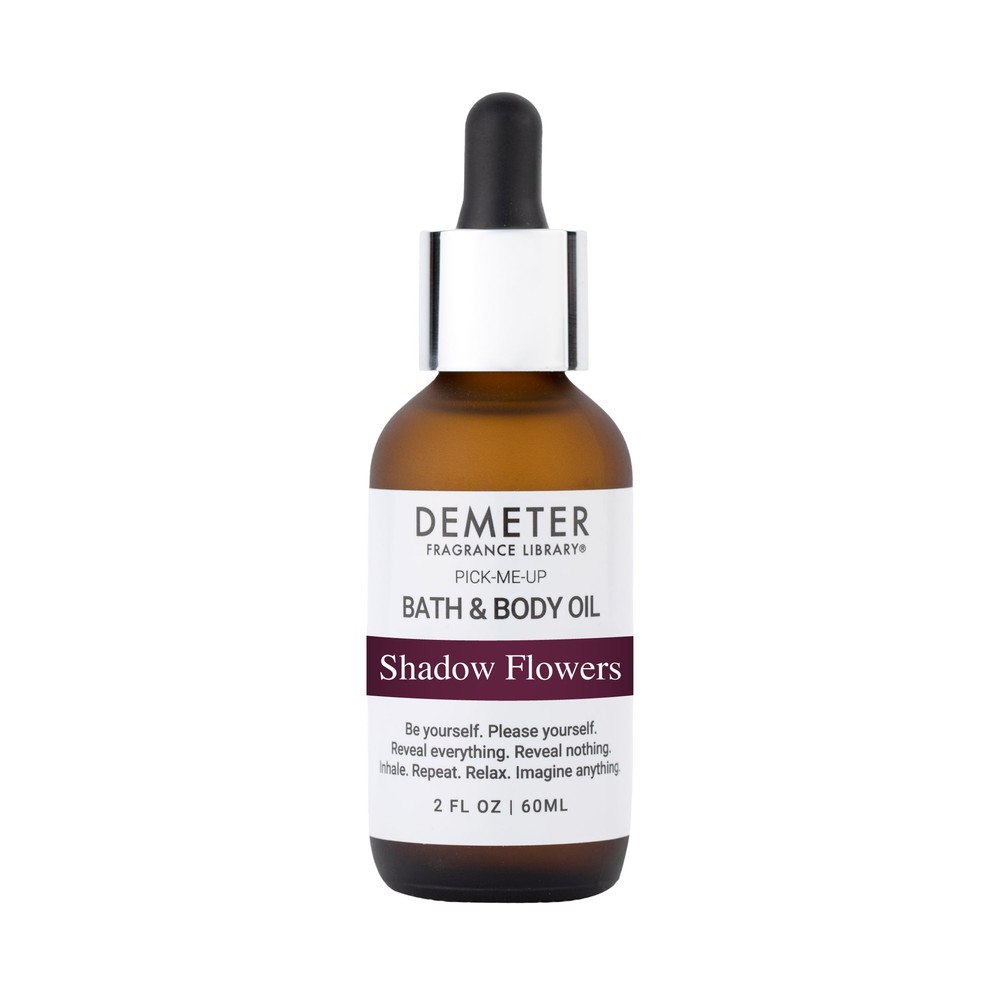 DEMETER
FRAGRANCE LIBRARY®
PICK-ME-UP
BATH & BODY OIL
Shadow Flowers
Be yourself. Please yourself.
Reveal everything. Reveal nothing.
Inhale. Repeat. Relax. Imagine anything.
2 FL OZ | 60ML